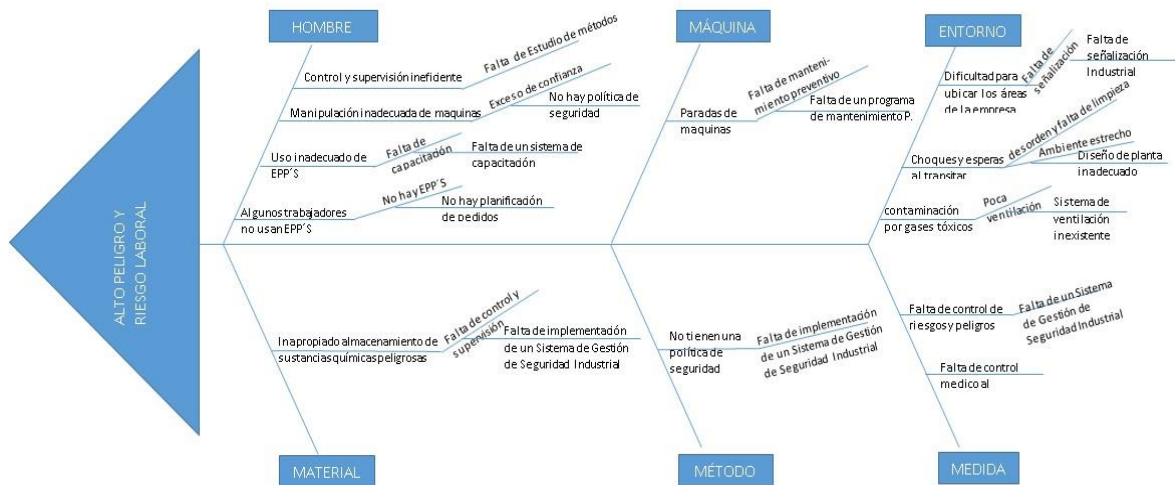 HOMBRE
MÁQUINA
ENTORNO
Control y supervisión ineficiente
Falta de Estudio de métodos
Manipulación inadecuada de maquinas
Exceso de confianza
No hay política de
seguridad
Uso inadecuado de
EPP´S
Falta de
capacitación
Falta de un sistema de
capacitación
Algunos trabajadores
no usan EPP´S
No hay EPP´S
No hay planificación
de pedidos
Paradas de
maquinas
Falta de manteni-
miento preventivo
Falta de un programa
de mantenimiento P.
Dificultad para
ubicar los áreas
de la empresa
Falta de
señalización
Falta de
señalización
Industrial
Choques y esperas
al transitar
desorden y falta de limpieza
Ambiente estrecho
Diseño de planta
inadecuado
contaminación
por gases tóxicos
Poca
ventilación
Sistema de
ventilación
inexistente
ALTO PELIGRO Y
RIESGO LABORAL
Inapropiado almacenamiento de
sustancias químicas peligrosas
Falta de control y
supervisión
Falta de implementación
de un Sistema de Gestión
de Seguridad Industrial
No tienen una
política de
seguridad
Falta de implementación
de un Sistema de Gestión
de Seguridad Industrial
Falta de control de
riesgos y peligros
Falta de un Sistema
de Gestión de
Seguridad Industrial
Falta de control
medico al
MATERIAL
MÉTODO
MEDIDA